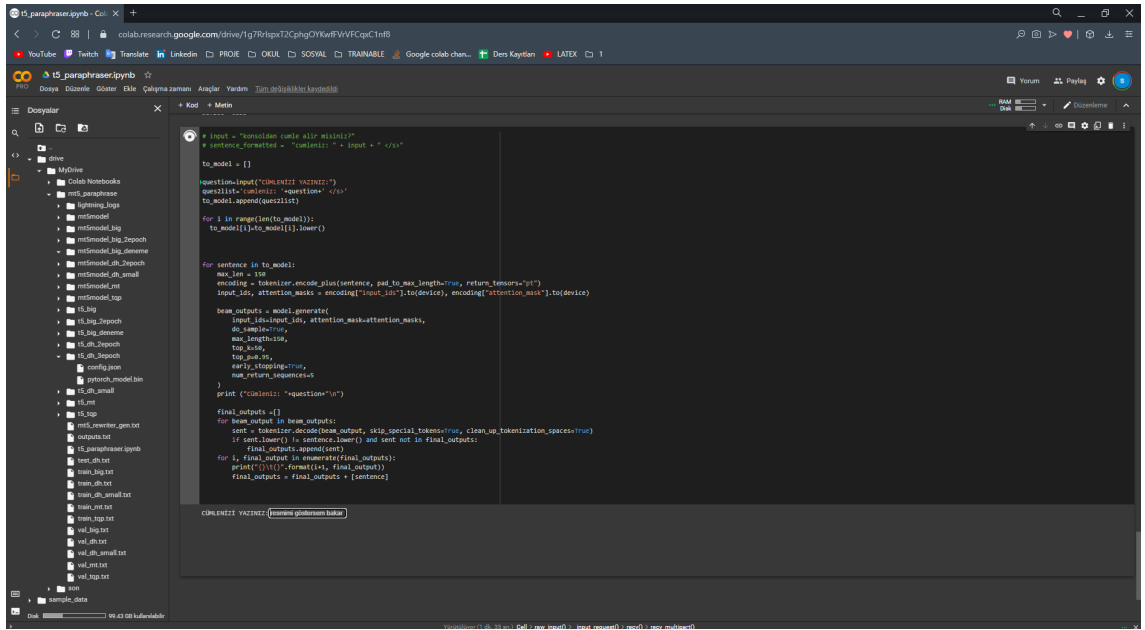 t5_paraphraser.ipynb - Col
colab.research.google.com/drive/1g7RrIspxT2CphgOYKwfFVrVFCqxC1nf8
YouTube Twitch Translate Linkedin PROJE OKUL SOSYAL TRAINABLE Google colab chan... Ders Kayıtları LATEX 1
CO
PRO
t5_paraphraser.ipynb
Dosya Düzenle Göster Ekle Çalışma zamanı Araçlar Yardım Tüm değişiklikler kaydedildi
Yorum Paylaş S
Dosyalar
+ Kod + Metin
RAM
Disk
Düzenleme
..
drive
MyDrive
Colab Notebooks
mt5_paraphrase
lightning_logs
mt5model
mt5model_big
mt5model_big_2epoch
mt5model_big_deneme
mt5model_dh_2epoch
mt5model_dh_small
mt5model_mt
mt5model_tqp
t5_big
t5_big_2epoch
t5_big_deneme
t5_dh_2epoch
t5_dh_3epoch
config.json
pytorch_model.bin
t5_dh_small
t5_mt
t5_tqp
mt5_rewriter_gen.txt
outputs.txt
t5_paraphraser.ipynb
test_dh.txt
train_big.txt
train_dh.txt
train_dh_small.txt
train_mt.txt
train_tqp.txt
val_big.txt
val_dh.txt
val_dh_small.txt
val_mt.txt
val_tqp.txt
son
sample_data
Disk 99.43 GB kullanılabilir
# input = "konsoldan cumle alir misiniz?"
# sentence_formatted = "cumleniz: " + input + " </s>"
to_model = []
question=input("CÜMLENİZİ YAZINIZ:")
ques2list='cumleniz: '+question+' </s>'
to_model.append(ques2list)
for i in range(len(to_model)):
to_model[i]=to_model[i].lower()
for sentence in to_model:
max_len = 150
encoding = tokenizer.encode_plus(sentence, pad_to_max_length=True, return_tensors="pt")
input_ids, attention_masks = encoding["input_ids"].to(device), encoding["attention_mask"].to(device)
beam_outputs = model.generate(
input_ids=input_ids, attention_mask=attention_masks,
do_sample=True,
max_length=150,
top_k=50,
top_p=0.95,
early_stopping=True,
num_return_sequences=5
)
print ("Cümleniz: "+question+"\n")
final_outputs =[]
for beam_output in beam_outputs:
sent = tokenizer.decode(beam_output, skip_special_tokens=True, clean_up_tokenization_spaces=True)
if sent.lower() != sentence.lower() and sent not in final_outputs:
final_outputs.append(sent)
for i, final_output in enumerate(final_outputs):
print("{}\t{}".format(i+1, final_output))
final_outputs = final_outputs + [sentence]
CÜMLENİZİ YAZINIZ: resmimi göstersem bakar
Yürütülüyor (1 dk. 35 sn.) Cell > raw_input() > _input_request() > recv() > recv_multipart()